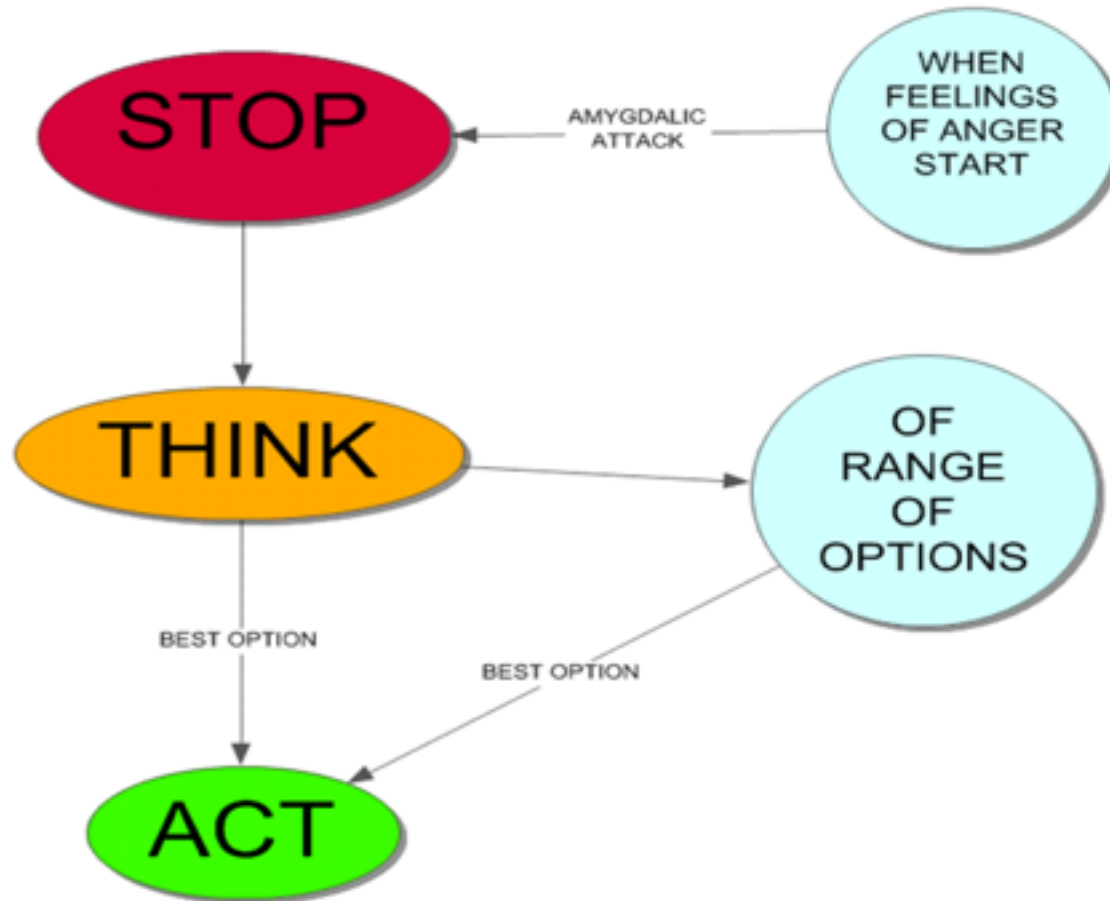 STOP
AMYGDALIC
ATTACK
WHEN
FEELINGS
OF ANGER
START
THINK
OF
RANGE
OF
OPTIONS
BEST OPTION
BEST OPTION
ACT